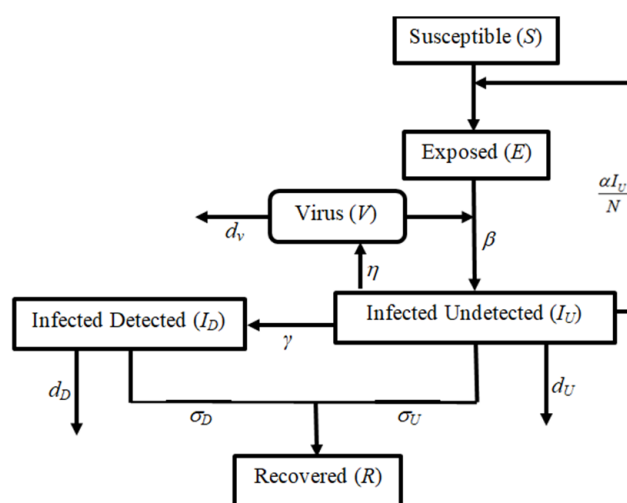 Susceptible (S)
Exposed (E)
αI_U
N
Virus (V)
d_v
β
η
Infected Detected (I_D)
Infected Undetected (I_U)
γ
d_D
d_U
σ_D
σ_U
Recovered (R)